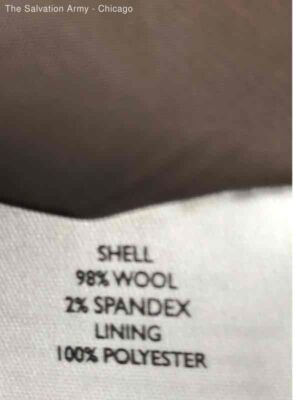 The Salvation Army - Chicago
SHELL
98% WOOL
2% SPANDEX
LINING
100% POLYESTER